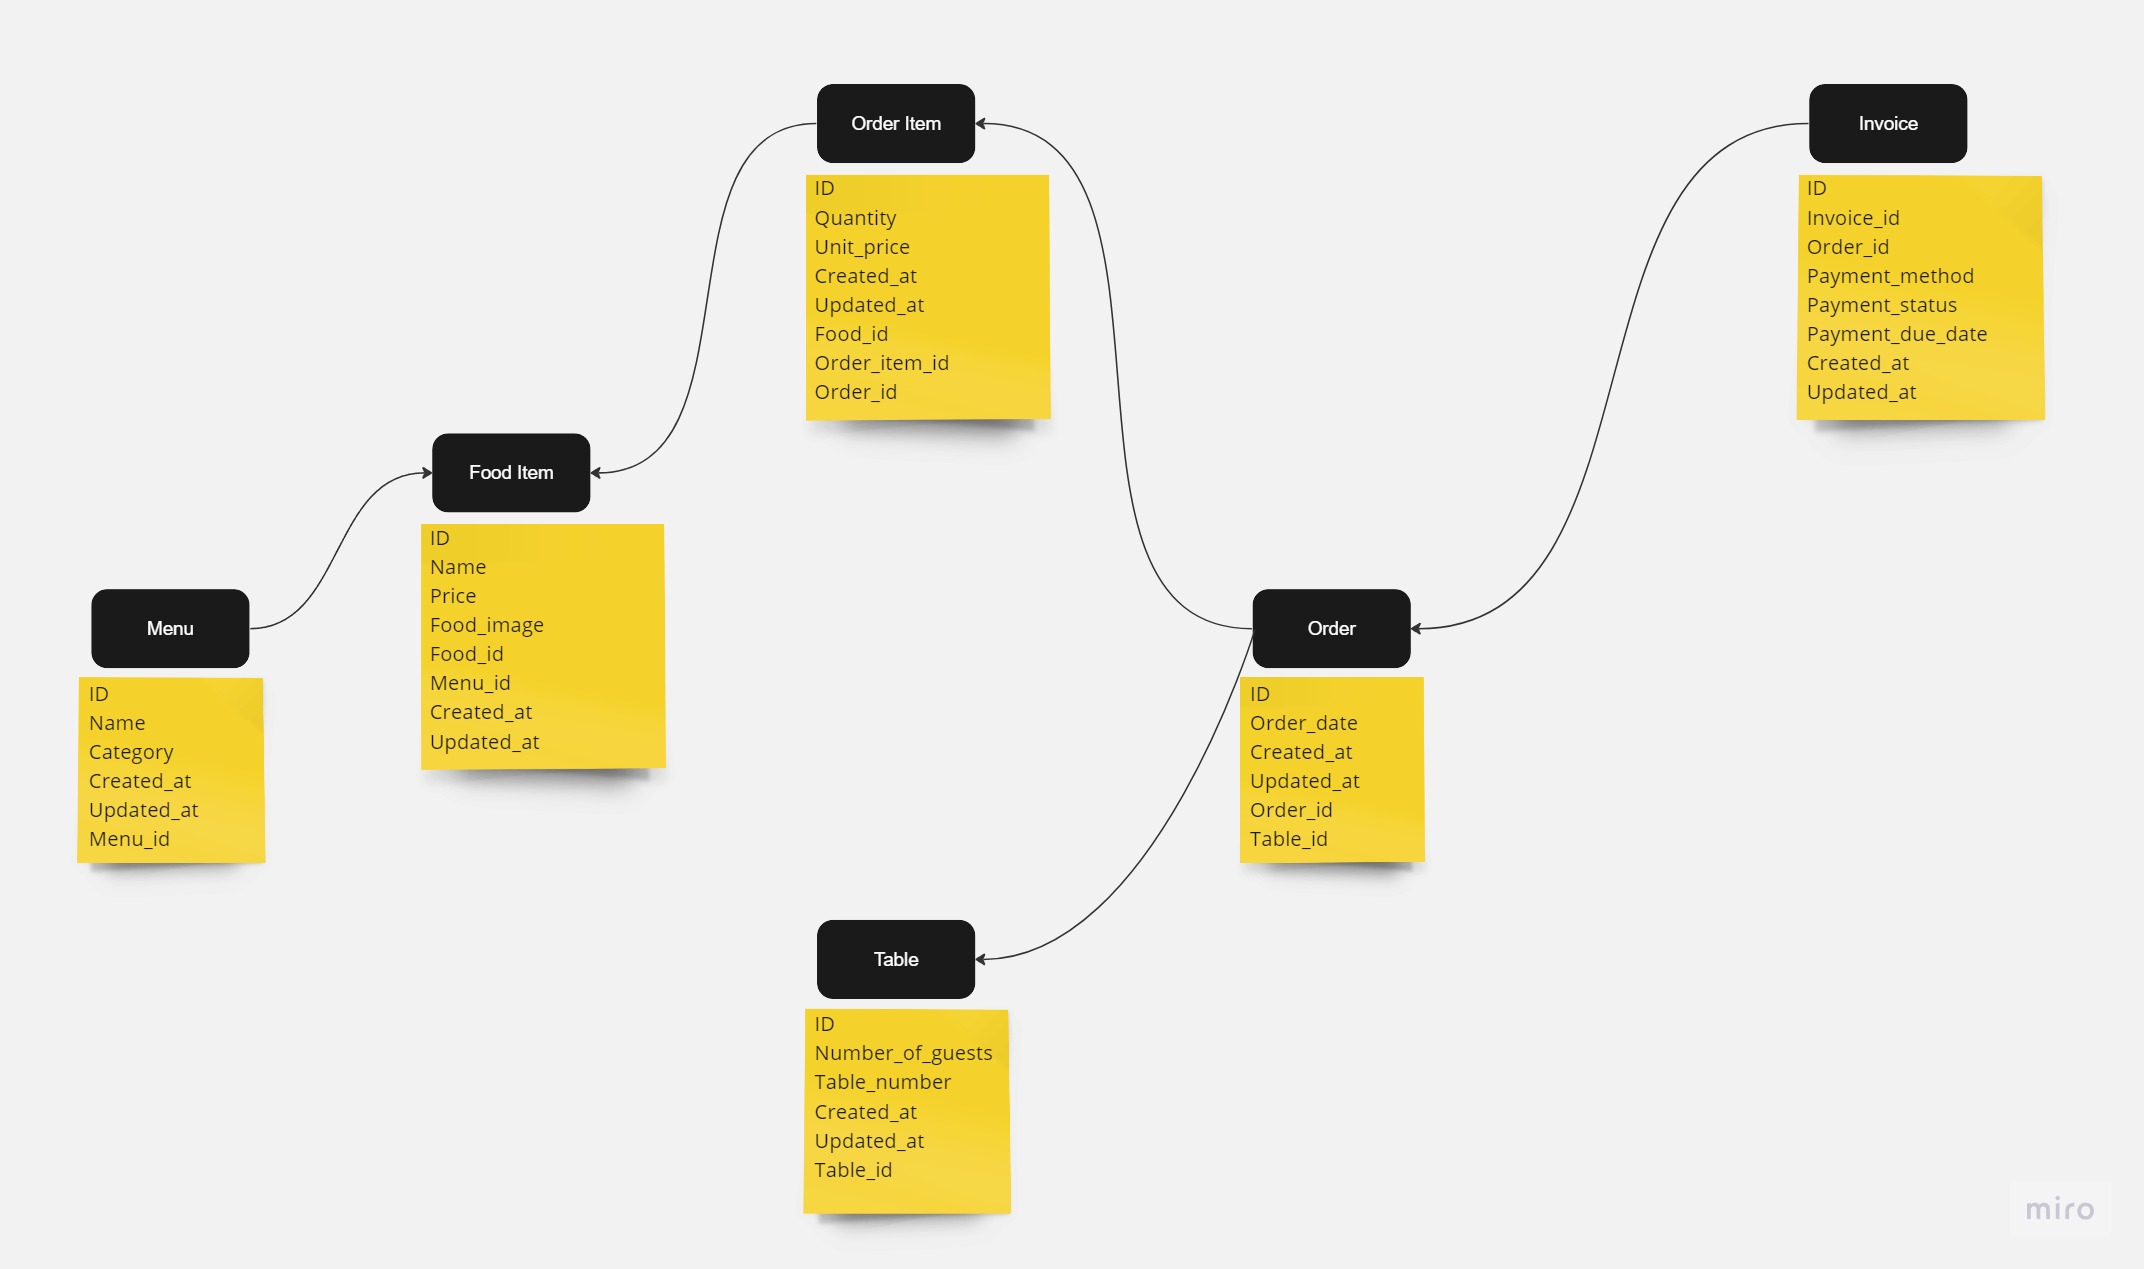 Order Item
ID
Quantity
Unit_price
Created_at
Updated_at
Food_id
Order_item_id
Order_id
Invoice
ID
Invoice_id
Order_id
Payment_method
Payment_status
Payment_due_date
Created_at
Updated_at
Food Item
ID
Name
Price
Food_image
Food_id
Menu_id
Created_at
Updated_at
Menu
ID
Name
Category
Created_at
Updated_at
Menu_id
Order
ID
Order_date
Created_at
Updated_at
Order_id
Table_id
Table
ID
Number_of_guests
Table_number
Created_at
Updated_at
Table_id
miro